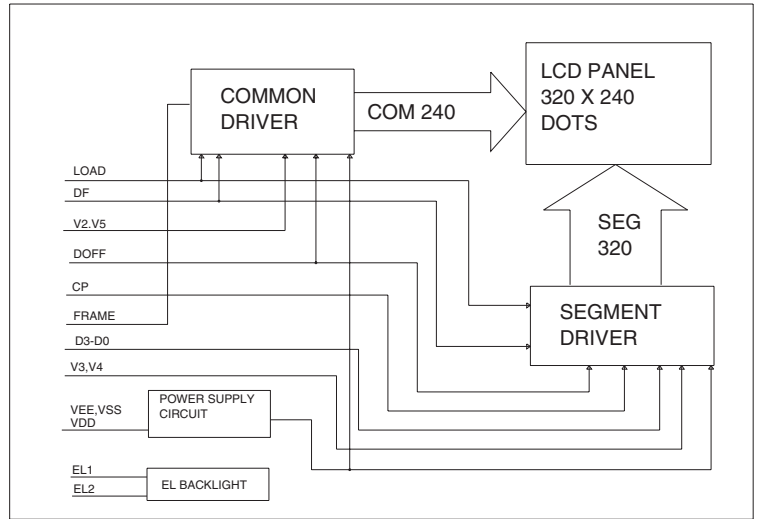 COMMON
DRIVER
COM 240
LCD PANEL
320 X 240
DOTS
LOAD
DF
V2.V5
DOFF
CP
FRAME
D3-D0
V3,V4
VEE,VSS
VDD
POWER SUPPLY
CIRCUIT
EL1
EL2
EL BACKLIGHT
SEG
320
SEGMENT
DRIVER